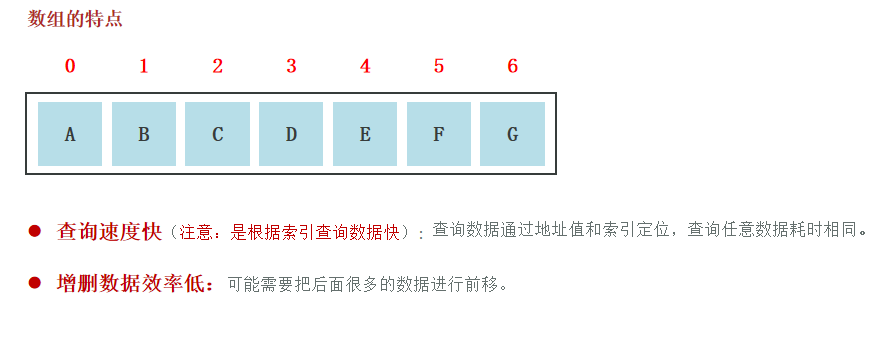 数组的特点
0 1 2 3 4 5 6
A B C D E F G
● 查询速度快（注意：是根据索引查询数据快）：查询数据通过地址值和索引定位，查询任意数据耗时相同。
● 增删数据效率低：可能需要把后面很多的数据进行前移。